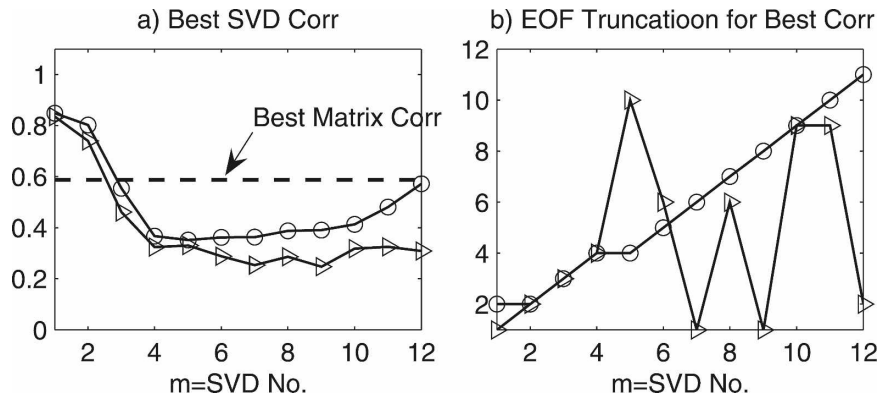 a) Best SVD Corr
1
0.8
0.6
0.4
0.2
0
Best Matrix Corr
2 4 6 8 10 12
m=SVD No.
b) EOF Truncatioon for Best Corr
12
10
8
6
4
2
2 4 6 8 10 12
m=SVD No.